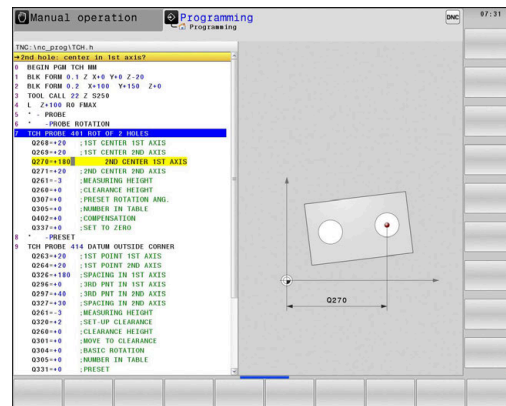 Manual operation
Programming
Programming
DNC
07:31
TNC:\nc_prog\TCH.h
→2nd hole: center in 1st axis?
0 BEGIN PGM TCH MM
1 BLK FORM 0.1 Z X+0 Y+0 Z-20
2 BLK FORM 0.2 X+100 Y+150 Z+0
3 TOOL CALL 22 Z S250
4 L Z+100 R0 FMAX
5 * - PROBE
6 * -PROBE ROTATION
7 TCH PROBE 401 ROT OF 2 HOLES
Q268=+20 ;1ST CENTER 1ST AXIS
Q269=+20 ;1ST CENTER 2ND AXIS
Q270=+180 2ND CENTER 1ST AXIS
Q271=+20 ;2ND CENTER 2ND AXIS
Q261=-3 ;MEASURING HEIGHT
Q260=+0 ;CLEARANCE HEIGHT
Q307=+0 ;PRESET ROTATION ANG.
Q305=+0 ;NUMBER IN TABLE
Q402=+0 ;COMPENSATION
Q337=+0 ;SET TO ZERO
8 * -PRESET
9 TCH PROBE 414 DATUM OUTSIDE CORNER
Q263=+20 ;1ST POINT 1ST AXIS
Q264=+20 ;1ST POINT 2ND AXIS
Q326=+180 ;SPACING IN 1ST AXIS
Q296=+0 ;3RD PNT IN 1ST AXIS
Q297=+40 ;3RD PNT IN 2ND AXIS
Q327=+30 ;SPACING IN 2ND AXIS
Q261=-3 ;MEASURING HEIGHT
Q320=+2 ;SET-UP CLEARANCE
Q260=+0 ;CLEARANCE HEIGHT
Q301=+0 ;MOVE TO CLEARANCE
Q304=+0 ;BASIC ROTATION
Q305=+0 ;NUMBER IN TABLE
Q331=+0 ;PRESET
Q270